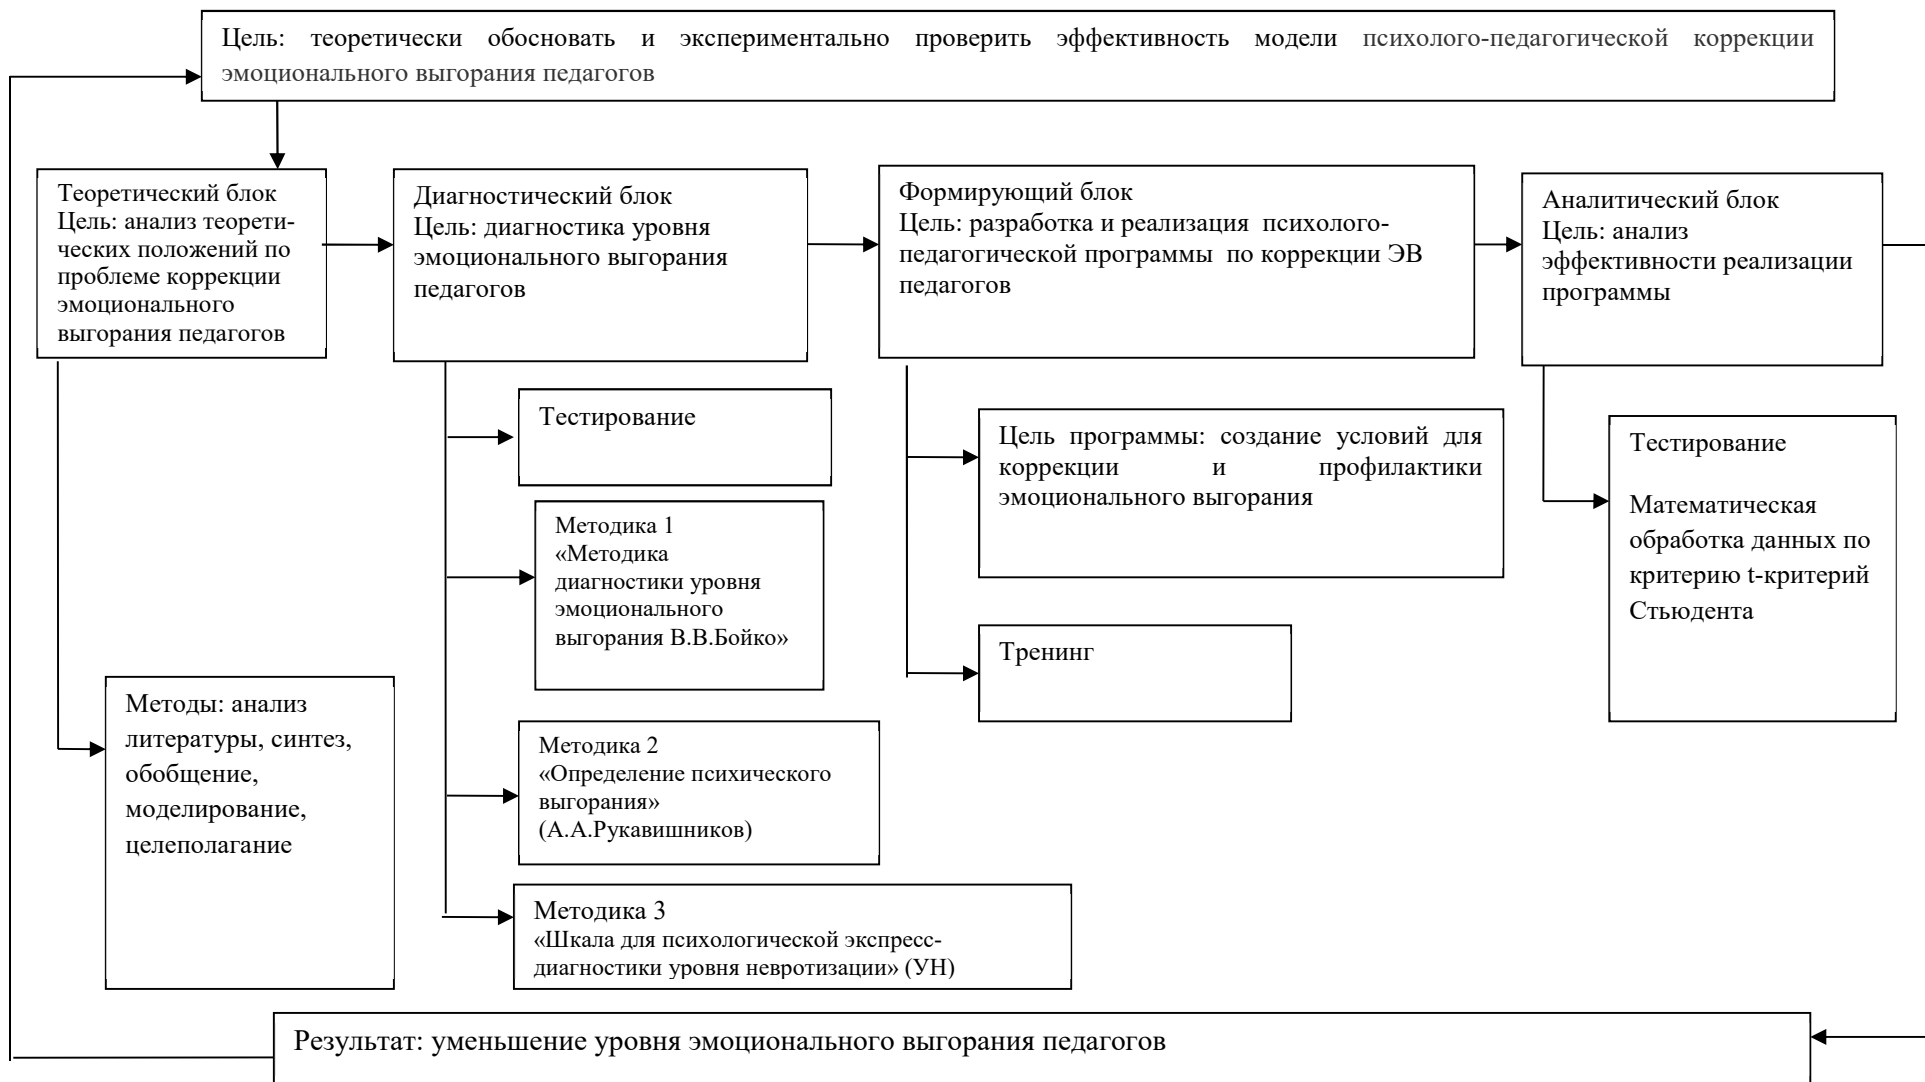 Цель: теоретически обосновать и экспериментально проверить эффективность модели психолого-педагогической коррекции
эмоционального выгорания педагогов
Теоретический блок
Цель: анализ теорети-
ческих положений по
проблеме коррекции
эмоционального
выгорания педагогов
Диагностический блок
Цель: диагностика уровня
эмоционального выгорания
педагогов
Формирующий блок
Цель: разработка и реализация психолого-
педагогической программы по коррекции ЭВ
педагогов
Аналитический блок
Цель: анализ
эффективности реализации
программы
Методы: анализ
литературы, синтез,
обобщение,
моделирование,
целеполагание
Тестирование
Методика 1
«Методика
диагностики уровня
эмоционального
выгорания В.В.Бойко»
Методика 2
«Определение психического
выгорания»
(А.А.Рукавишников)
Методика 3
«Шкала для психологической экспресс-
диагностики уровня невротизации» (УН)
Цель программы: создание условий для
коррекции и профилактики
эмоционального выгорания
Тренинг
Тестирование
Математическая
обработка данных по
критерию t-критерий
Стьюдента
Результат: уменьшение уровня эмоционального выгорания педагогов